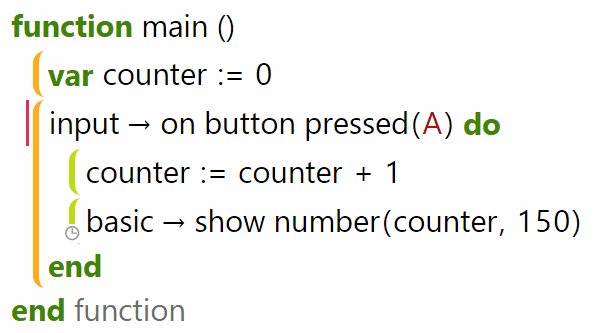 function main ()
var counter := 0
input → on button pressed(A) do
counter := counter + 1
basic → show number(counter, 150)
end
end function